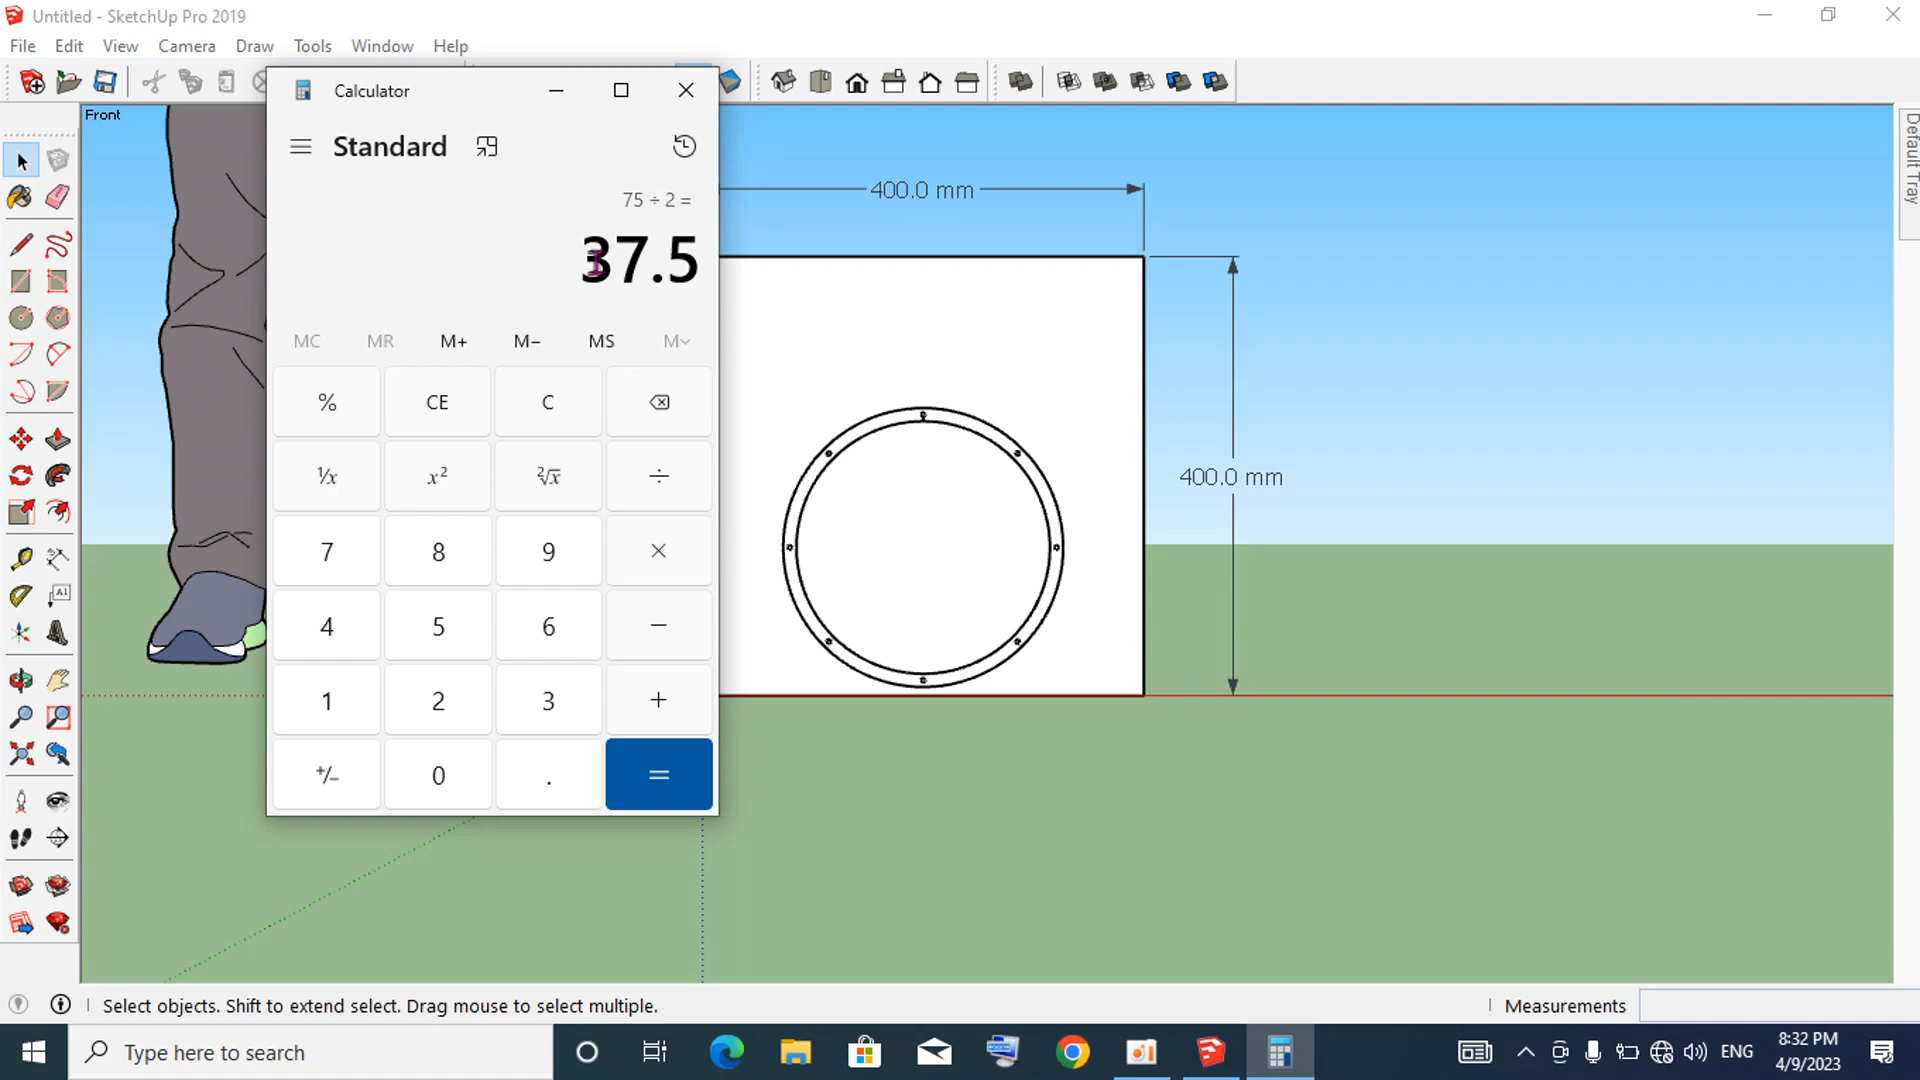 Untitled - SketchUp Pro 2019
File Edit View Camera Draw Tools Window Help
Front
Calculator
Standard
75 ÷ 2 =
37.5
MC MR M+ M− MS M
% CE C
¹/x x² ²√x ÷
7 8 9 ×
4 5 6 −
1 2 3 +
+/− 0 . =
400.0 mm
400.0 mm
Default Tray
A1
Select objects. Shift to extend select. Drag mouse to select multiple.
Measurements
Type here to search
ENG
8:32 PM
4/9/2023